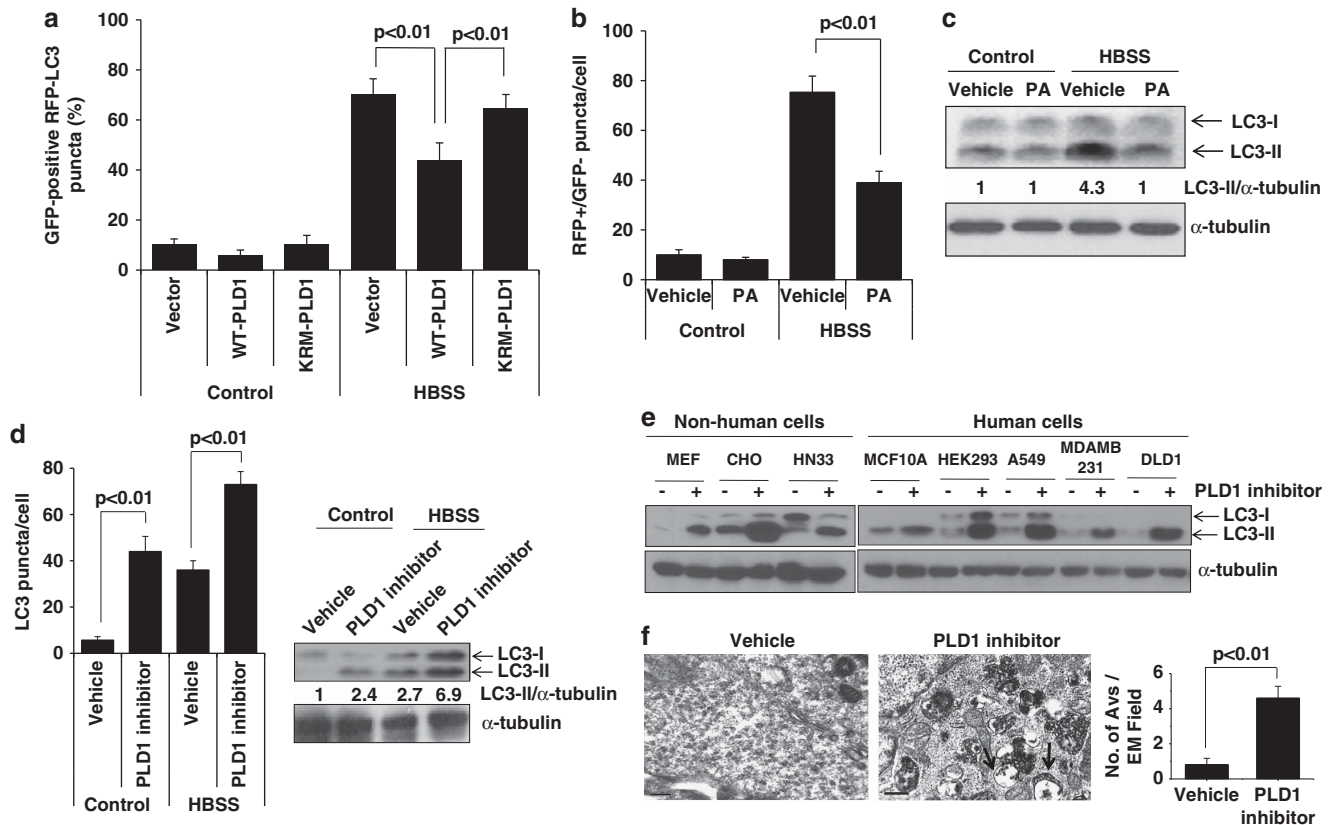 a
GFP-positive RFP-LC3
puncta (%)
100
80
60
40
20
0
p<0.01 p<0.01
Vector
WT-PLD1
KRM-PLD1
Vector
WT-PLD1
KRM-PLD1
Control HBSS
b
RFP+/GFP- puncta/cell
100
80
60
40
20
0
p<0.01
Vehicle PA Vehicle PA
Control HBSS
c
Control HBSS
Vehicle PA Vehicle PA
LC3-I
LC3-II
1 1 4.3 1 LC3-II/α-tubulin
α-tubulin
d
LC3 puncta/cell
80
60
40
20
0
p<0.01
p<0.01
Vehicle
PLD1 inhibitor
Vehicle
PLD1 inhibitor
Control HBSS
Control HBSS
Vehicle
PLD1 inhibitor
Vehicle
PLD1 inhibitor
LC3-I
LC3-II
1 2.4 2.7 6.9 LC3-II/α-tubulin
α-tubulin
e
Non-human cells Human cells
MEF CHO HN33 MCF10A HEK293 A549 MDAMB
231 DLD1
- + - + - + - + - + - + - + - + PLD1 inhibitor
LC3-I
LC3-II
α-tubulin
f
Vehicle PLD1 inhibitor
No. of Avs /
EM Field
6
4
2
0
p<0.01
Vehicle PLD1
inhibitor